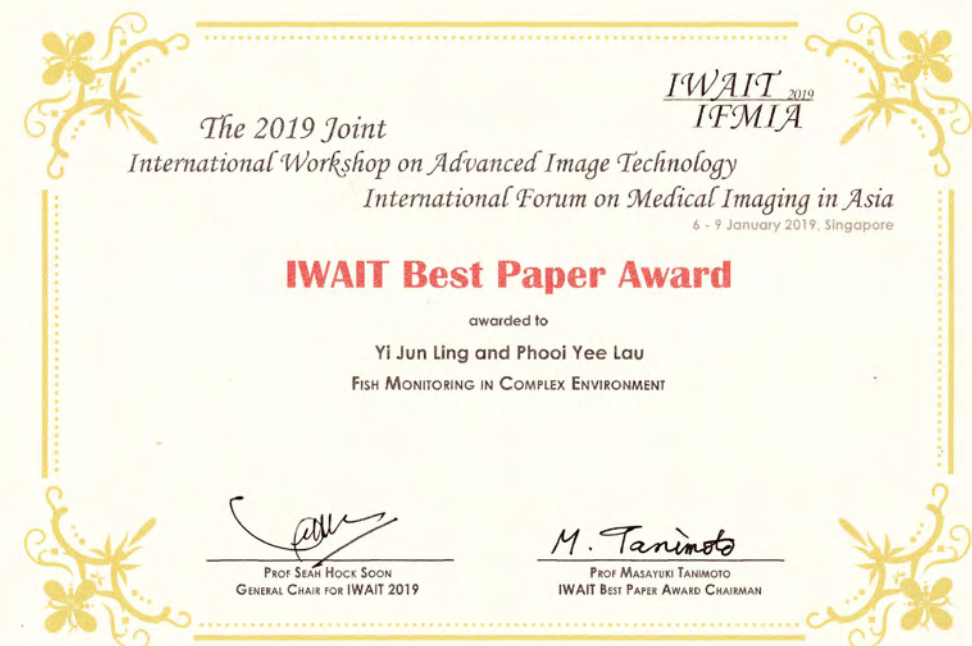 IWAIT 2019
IFMIA
The 2019 Joint
International Workshop on Advanced Image Technology
International Forum on Medical Imaging in Asia
6 - 9 January 2019, Singapore
IWAIT Best Paper Award
awarded to
Yi Jun Ling and Phooi Yee Lau
FISH MONITORING IN COMPLEX ENVIRONMENT
M. Tanimoto
PROF SEAH HOCK SOON
GENERAL CHAIR FOR IWAIT 2019
PROF MASAYUKI TANIMOTO
IWAIT BEST PAPER AWARD CHAIRMAN